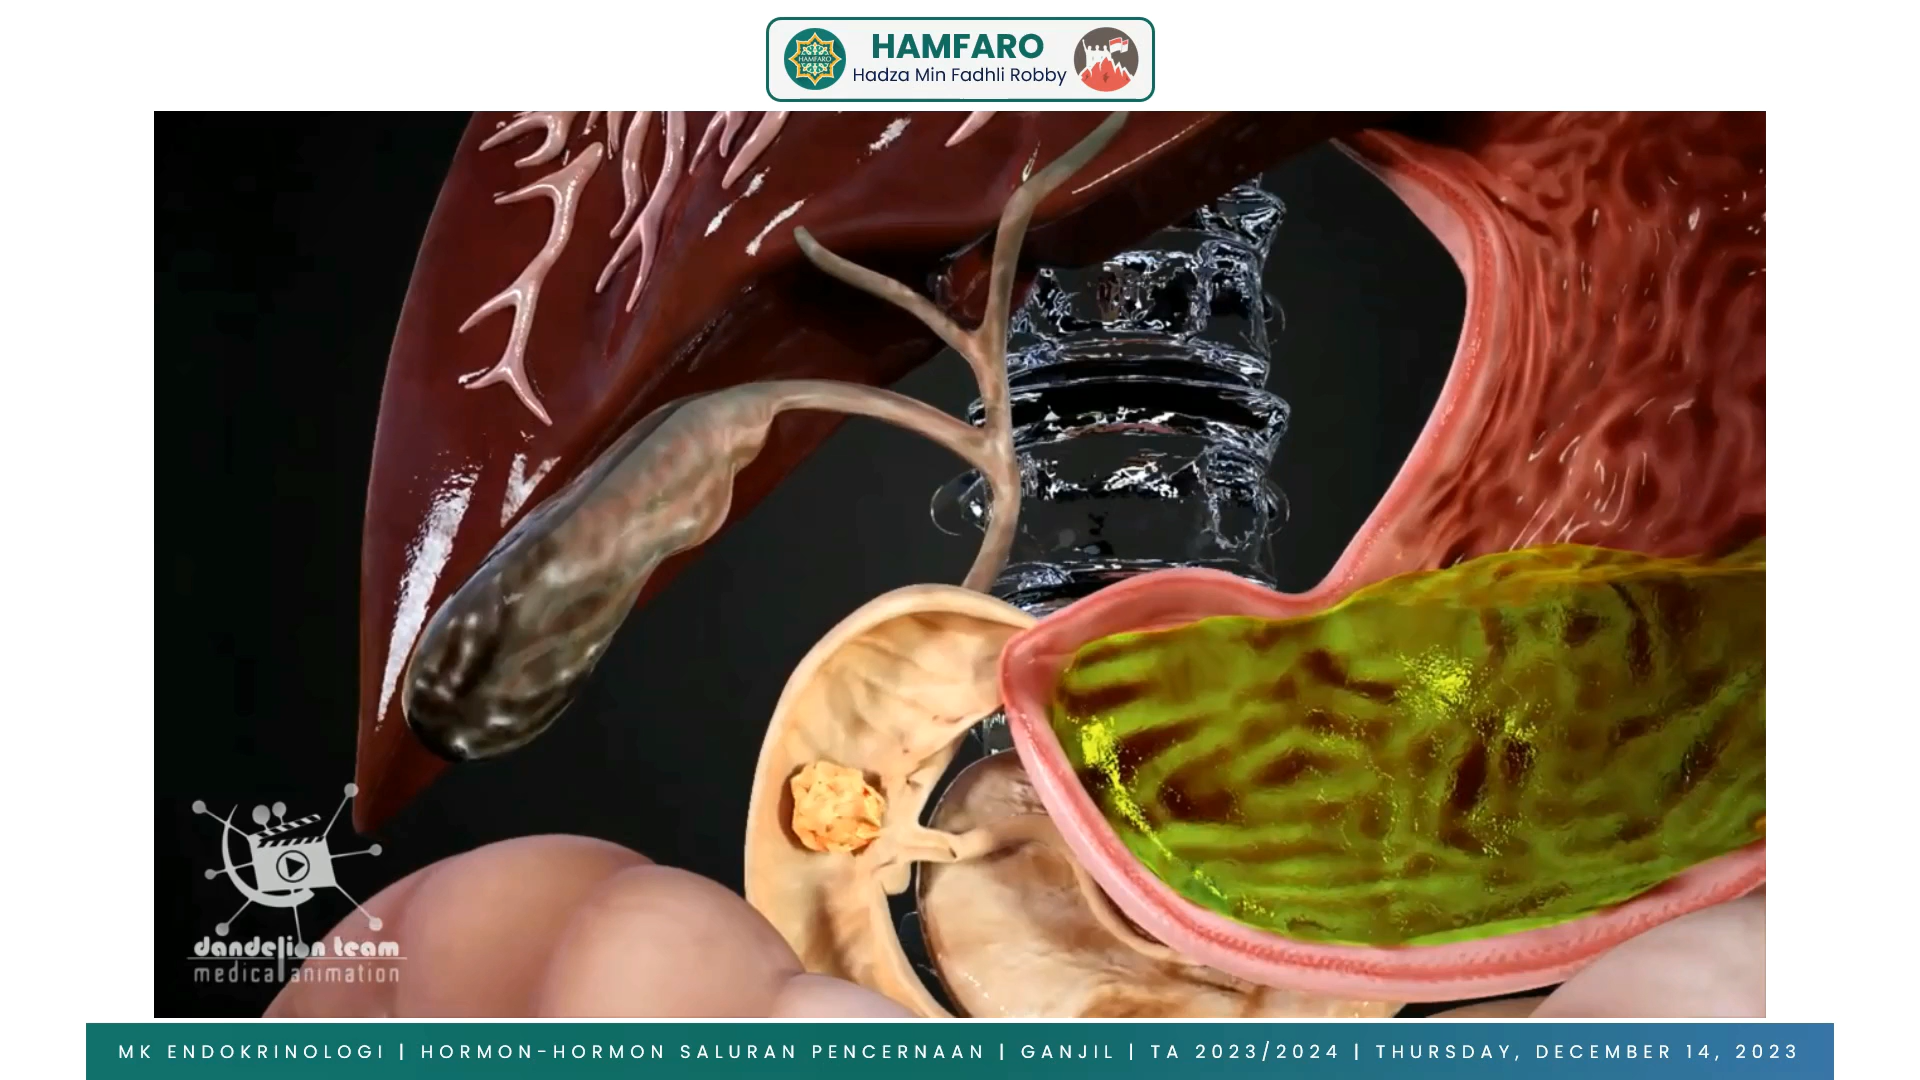 HAMFARO
HAMFARO
Hadza Min Fadhli Robby
dandelion team
medical animation
MK ENDOKRINOLOGI | HORMON-HORMON SALURAN PENCERNAAN | GANJIL | TA 2023/2024 | THURSDAY, DECEMBER 14, 2023